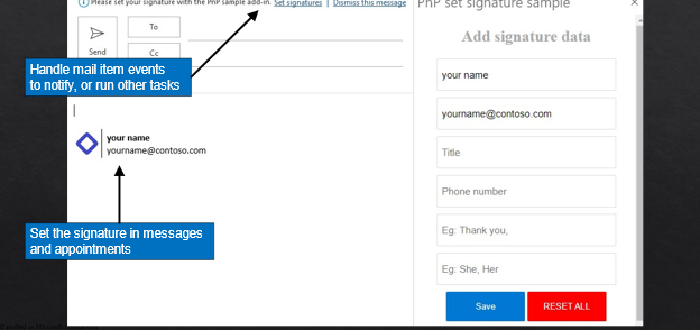 Please set your signature with the PnP sample add-in. Set signatures | Dismiss this message
PnP set signature sample
To
Send
Cc
Handle mail item events
to notify, or run other tasks
your name
yourname@contoso.com
Set the signature in messages
and appointments
Add signature data
your name
yourname@contoso.com
Title
Phone number
Eg: Thank you,
Eg: She, Her
Save
RESET ALL